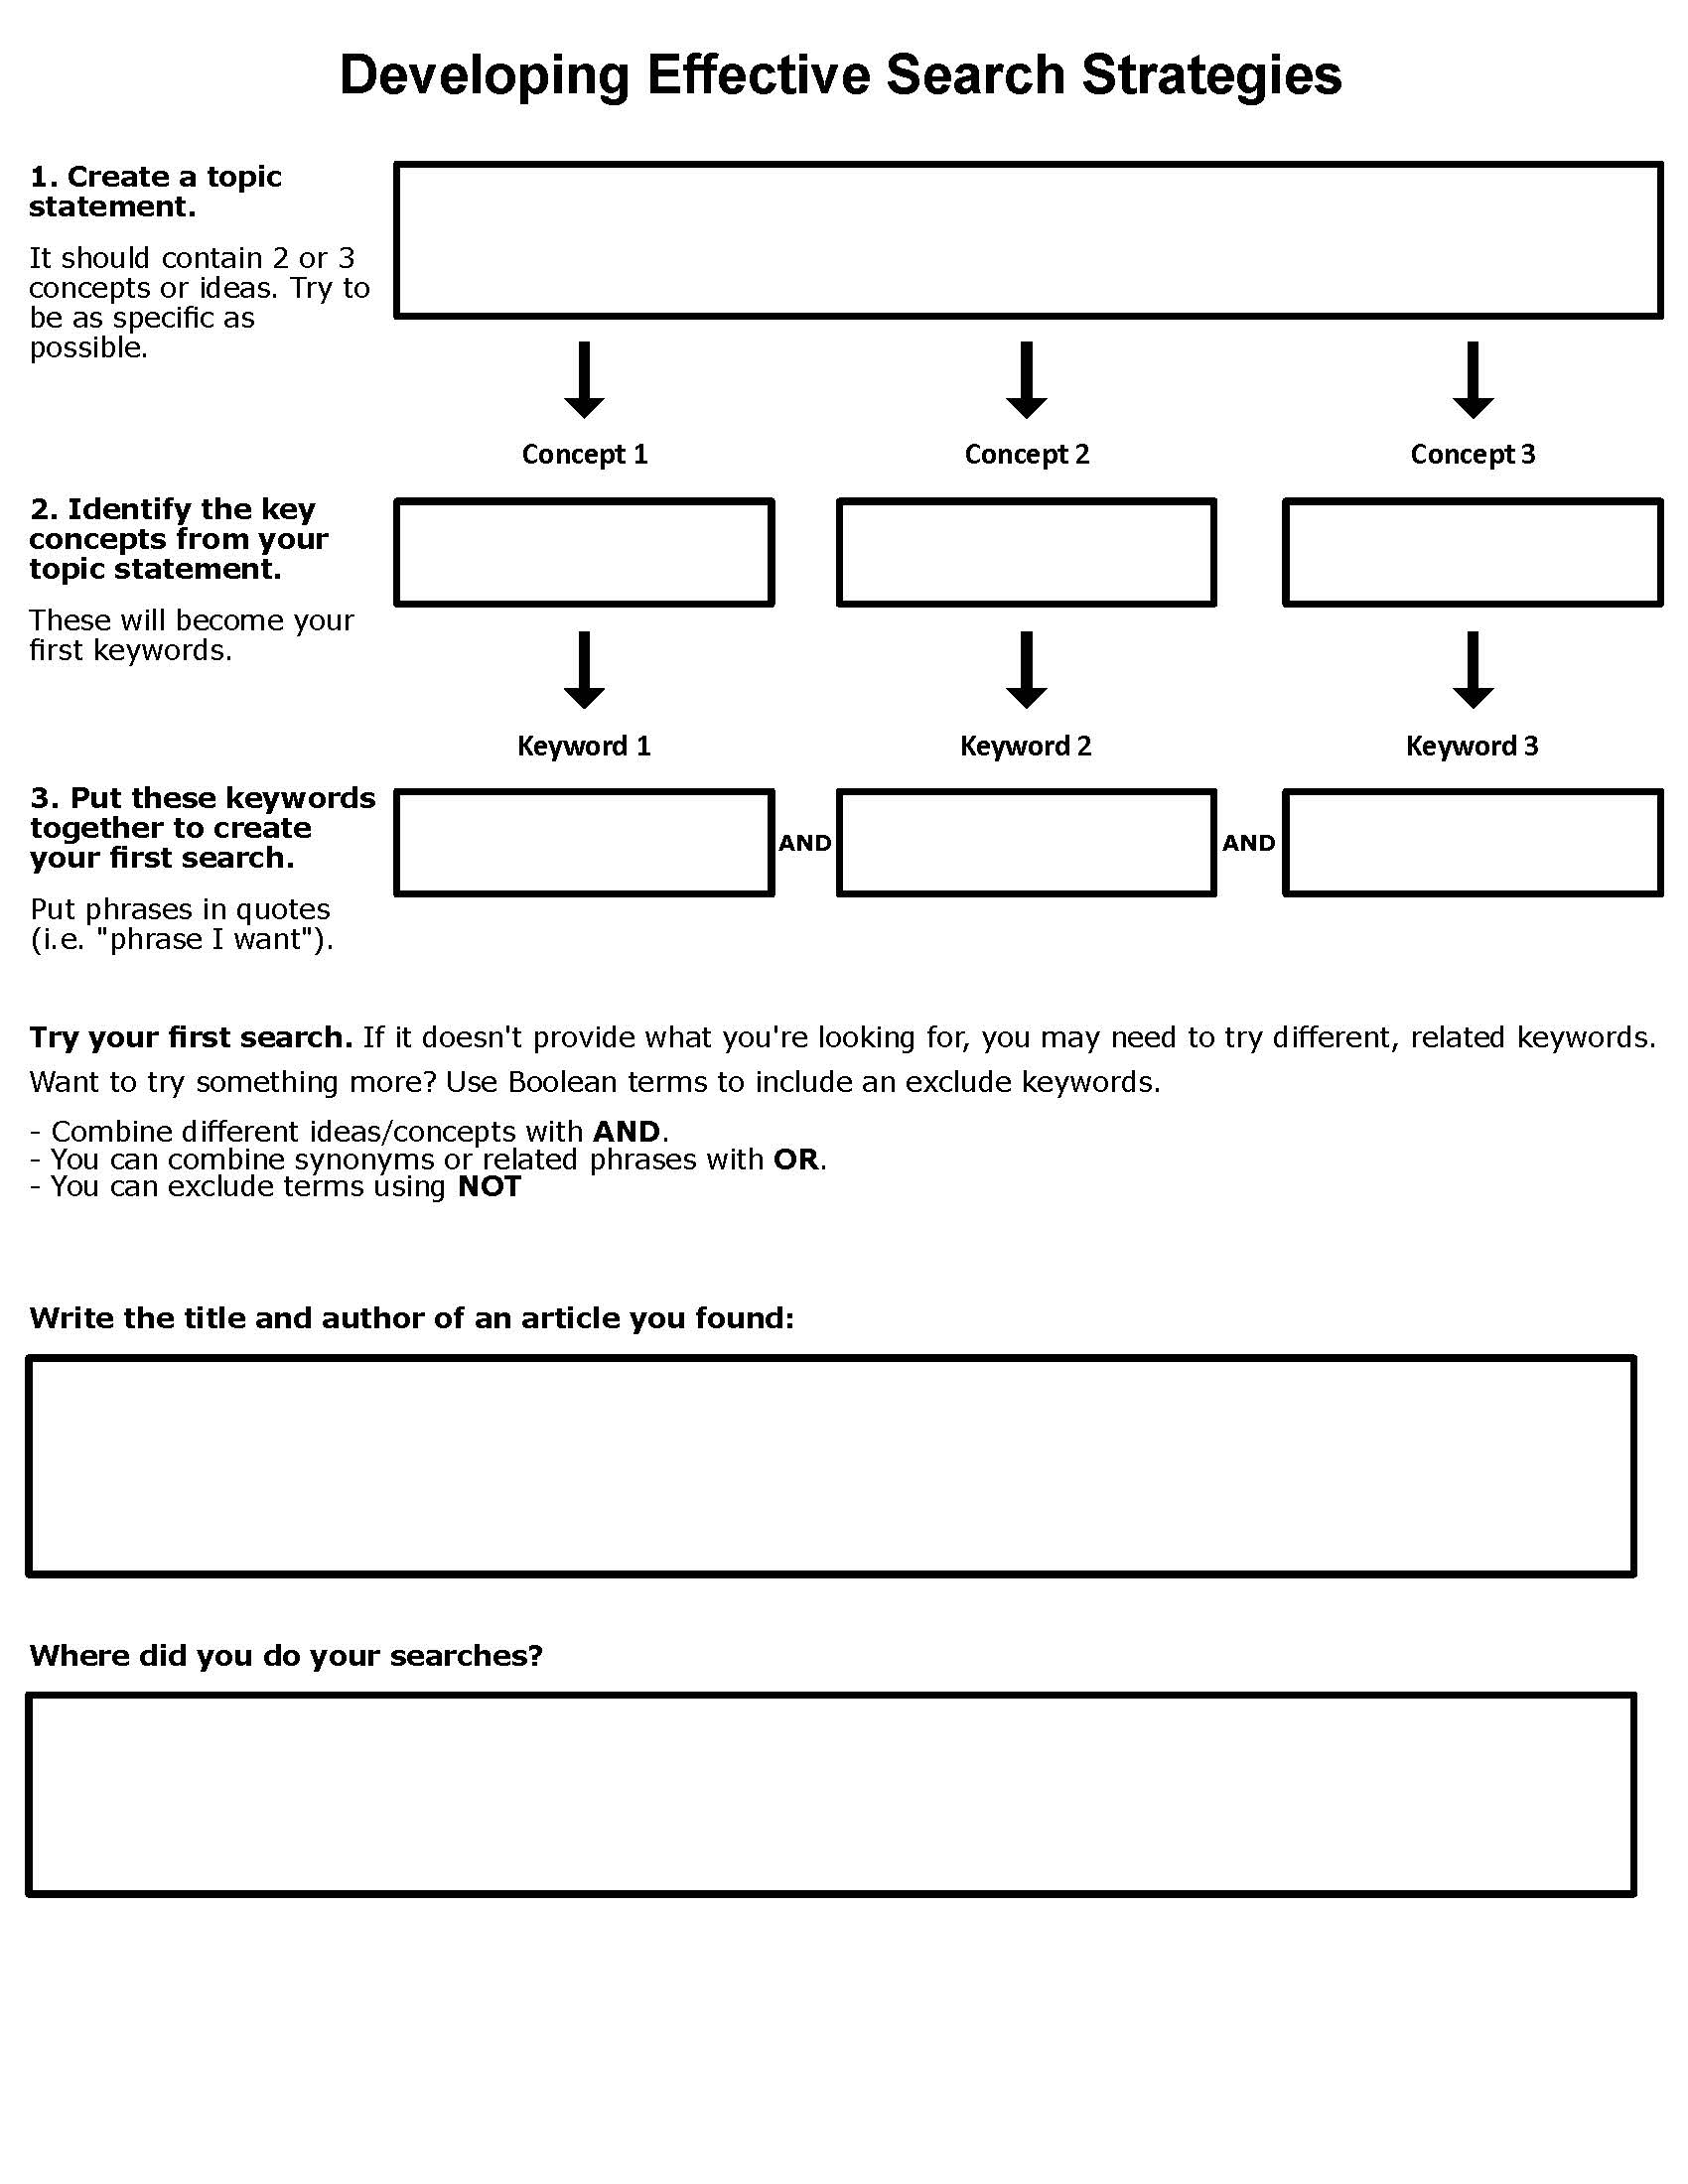 Developing Effective Search Strategies
1. Create a topic
statement.
It should contain 2 or 3
concepts or ideas. Try to
be as specific as
possible.
Concept 1 Concept 2 Concept 3
2. Identify the key
concepts from your
topic statement.
These will become your
first keywords.
Keyword 1 Keyword 2 Keyword 3
3. Put these keywords
together to create
your first search.
AND AND
Put phrases in quotes
(i.e. "phrase I want").
Try your first search. If it doesn't provide what you're looking for, you may need to try different, related keywords.
Want to try something more? Use Boolean terms to include an exclude keywords.
- Combine different ideas/concepts with AND.
- You can combine synonyms or related phrases with OR.
- You can exclude terms using NOT
Write the title and author of an article you found:
Where did you do your searches?